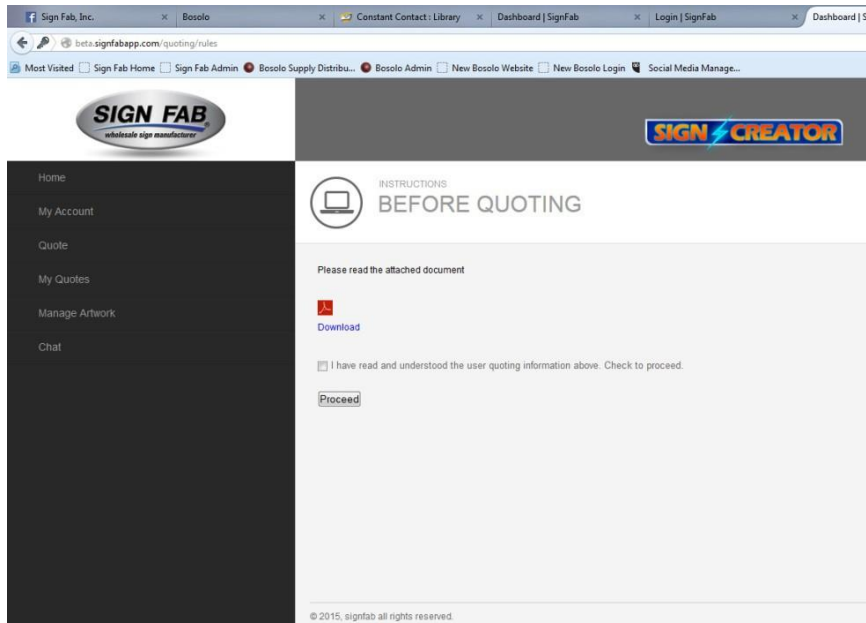 Sign Fab, Inc. Bosolo Constant Contact : Library Dashboard | SignFab Login | SignFab Dashboard | S
beta.signfabapp.com/quoting/rules
Most Visited Sign Fab Home Sign Fab Admin Bosolo Supply Distribu... Bosolo Admin New Bosolo Website New Bosolo Login Social Media Manage...
SIGN FAB®
wholesale sign manufacturer
SIGN CREATOR
Home
My Account
Quote
My Quotes
Manage Artwork
Chat
INSTRUCTIONS
BEFORE QUOTING
Please read the attached document
Download
I have read and understood the user quoting information above. Check to proceed.
Proceed
© 2015, signfab all rights reserved.